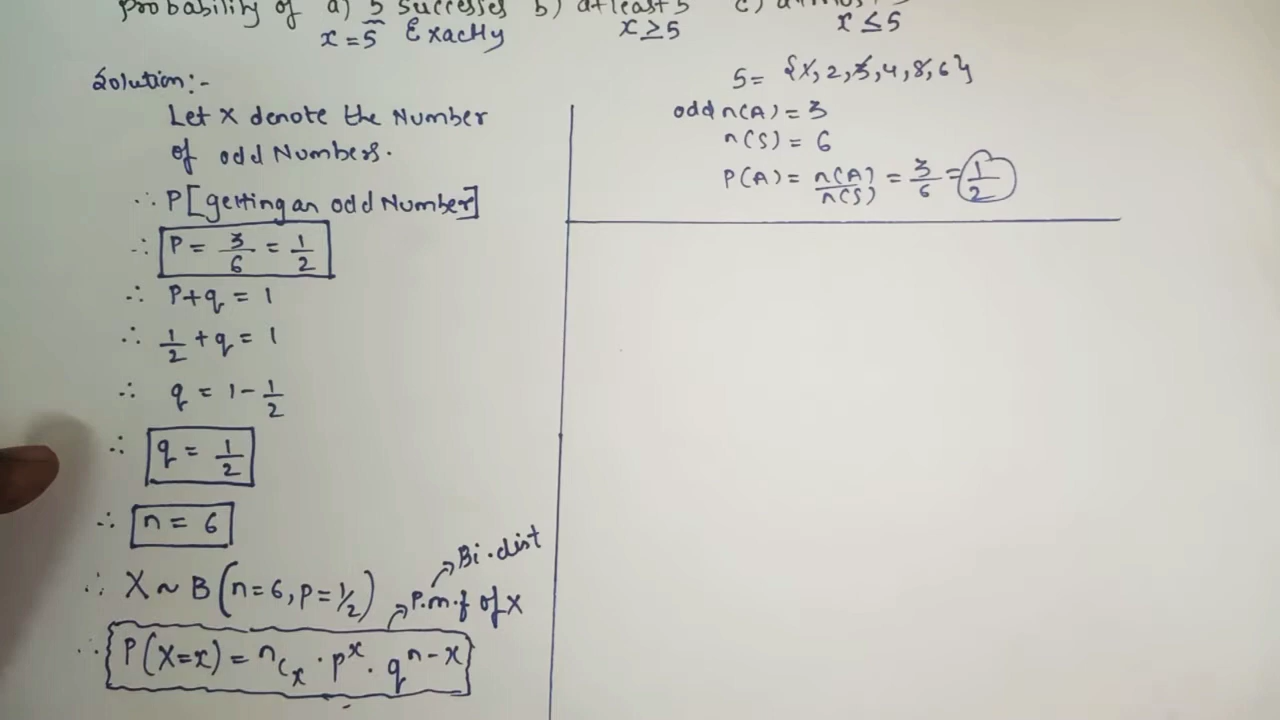 probability of a) 5 successes b) atleast 5 c)
x = 5 Exactly x ≥ 5 x ≤ 5
Solution:-
Let X denote the Number
of odd Numbers.
∴ P[getting an odd Number]
∴ P = 3/6 = 1/2
∴ P+q = 1
∴ 1/2 + q = 1
∴ q = 1 - 1/2
∴ q = 1/2
∴ n = 6
∴ X ~ B(n=6, P=1/2)
Bi.dist
P.m.f of X
∴ P(X=x) = nCx · p^x · q^n-x
S = {1, 2, 3, 4, 5, 6}
odd n(A) = 3
n(S) = 6
P(A) = n(A)/n(S) = 3/6 = 1/2